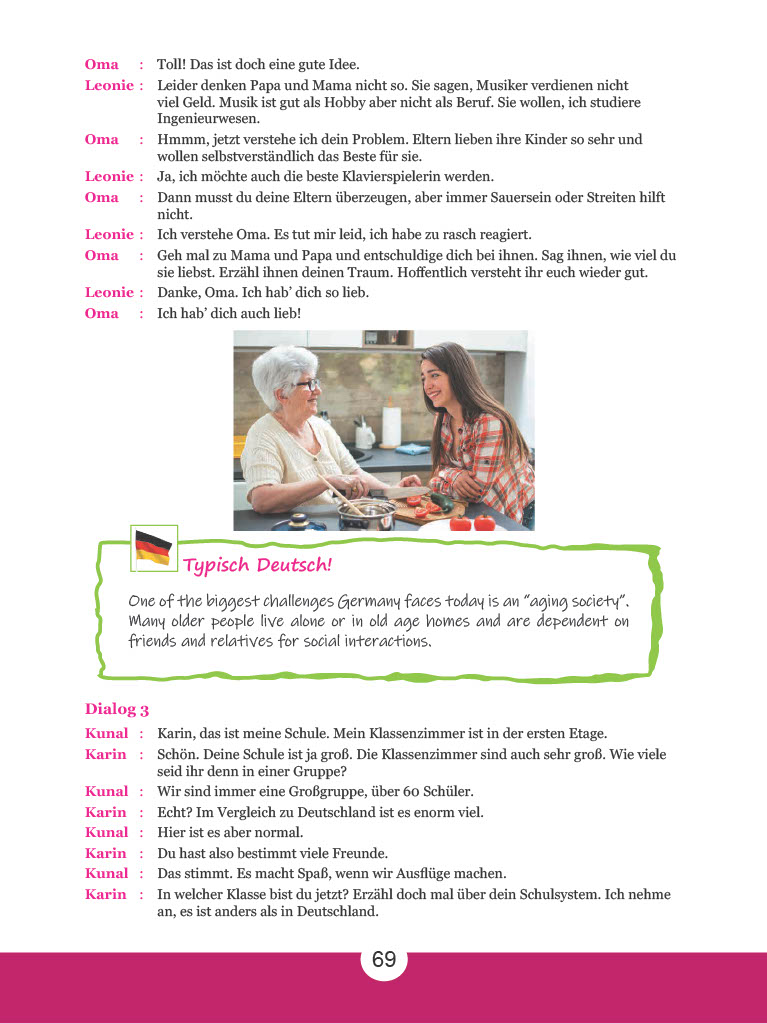 Oma : Toll! Das ist doch eine gute Idee.
Leonie : Leider denken Papa und Mama nicht so. Sie sagen, Musiker verdienen nicht
viel Geld. Musik ist gut als Hobby aber nicht als Beruf. Sie wollen, ich studiere
Ingenieurwesen.
Oma : Hmmm, jetzt verstehe ich dein Problem. Eltern lieben ihre Kinder so sehr und
wollen selbstverständlich das Beste für sie.
Leonie : Ja, ich möchte auch die beste Klavierspielerin werden.
Oma : Dann musst du deine Eltern überzeugen, aber immer Sauersein oder Streiten hilft
nicht.
Leonie : Ich verstehe Oma. Es tut mir leid, ich habe zu rasch reagiert.
Oma : Geh mal zu Mama und Papa und entschuldige dich bei ihnen. Sag ihnen, wie viel du
sie liebst. Erzähl ihnen deinen Traum. Hoffentlich versteht ihr euch wieder gut.
Leonie : Danke, Oma. Ich hab’ dich so lieb.
Oma : Ich hab’ dich auch lieb!
Typisch Deutsch!
One of the biggest challenges Germany faces today is an “aging society”.
Many older people live alone or in old age homes and are dependent on
friends and relatives for social interactions.
Dialog 3
Kunal : Karin, das ist meine Schule. Mein Klassenzimmer ist in der ersten Etage.
Karin : Schön. Deine Schule ist ja groß. Die Klassenzimmer sind auch sehr groß. Wie viele
seid ihr denn in einer Gruppe?
Kunal : Wir sind immer eine Großgruppe, über 60 Schüler.
Karin : Echt? Im Vergleich zu Deutschland ist es enorm viel.
Kunal : Hier ist es aber normal.
Karin : Du hast also bestimmt viele Freunde.
Kunal : Das stimmt. Es macht Spaß, wenn wir Ausflüge machen.
Karin : In welcher Klasse bist du jetzt? Erzähl doch mal über dein Schulsystem. Ich nehme
an, es ist anders als in Deutschland.
69